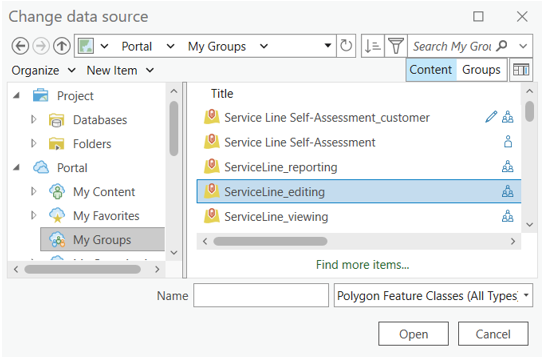 Change data source
Portal My Groups Search My Grou
Organize New Item Content Groups
Project
Databases
Folders
Portal
My Content
My Favorites
My Groups
Title
Service Line Self-Assessment_customer
Service Line Self-Assessment
ServiceLine_reporting
ServiceLine_editing
ServiceLine_viewing
Find more items...
Name Polygon Feature Classes (All Types)
Open Cancel